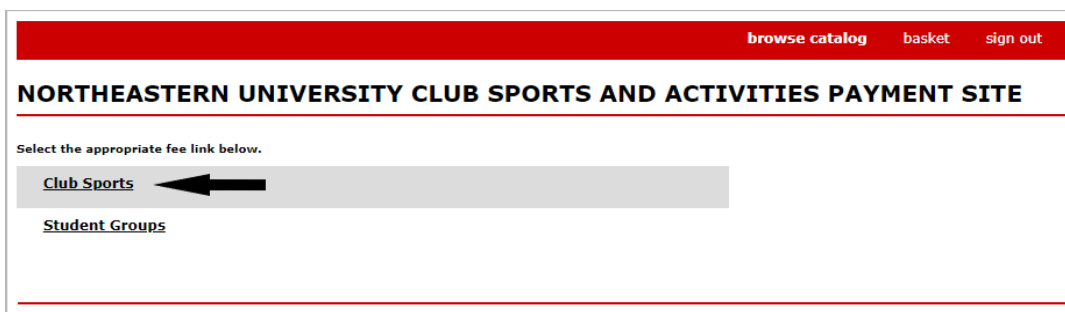 browse catalog basket sign out
NORTHEASTERN UNIVERSITY CLUB SPORTS AND ACTIVITIES PAYMENT SITE
Select the appropriate fee link below.
Club Sports
Student Groups